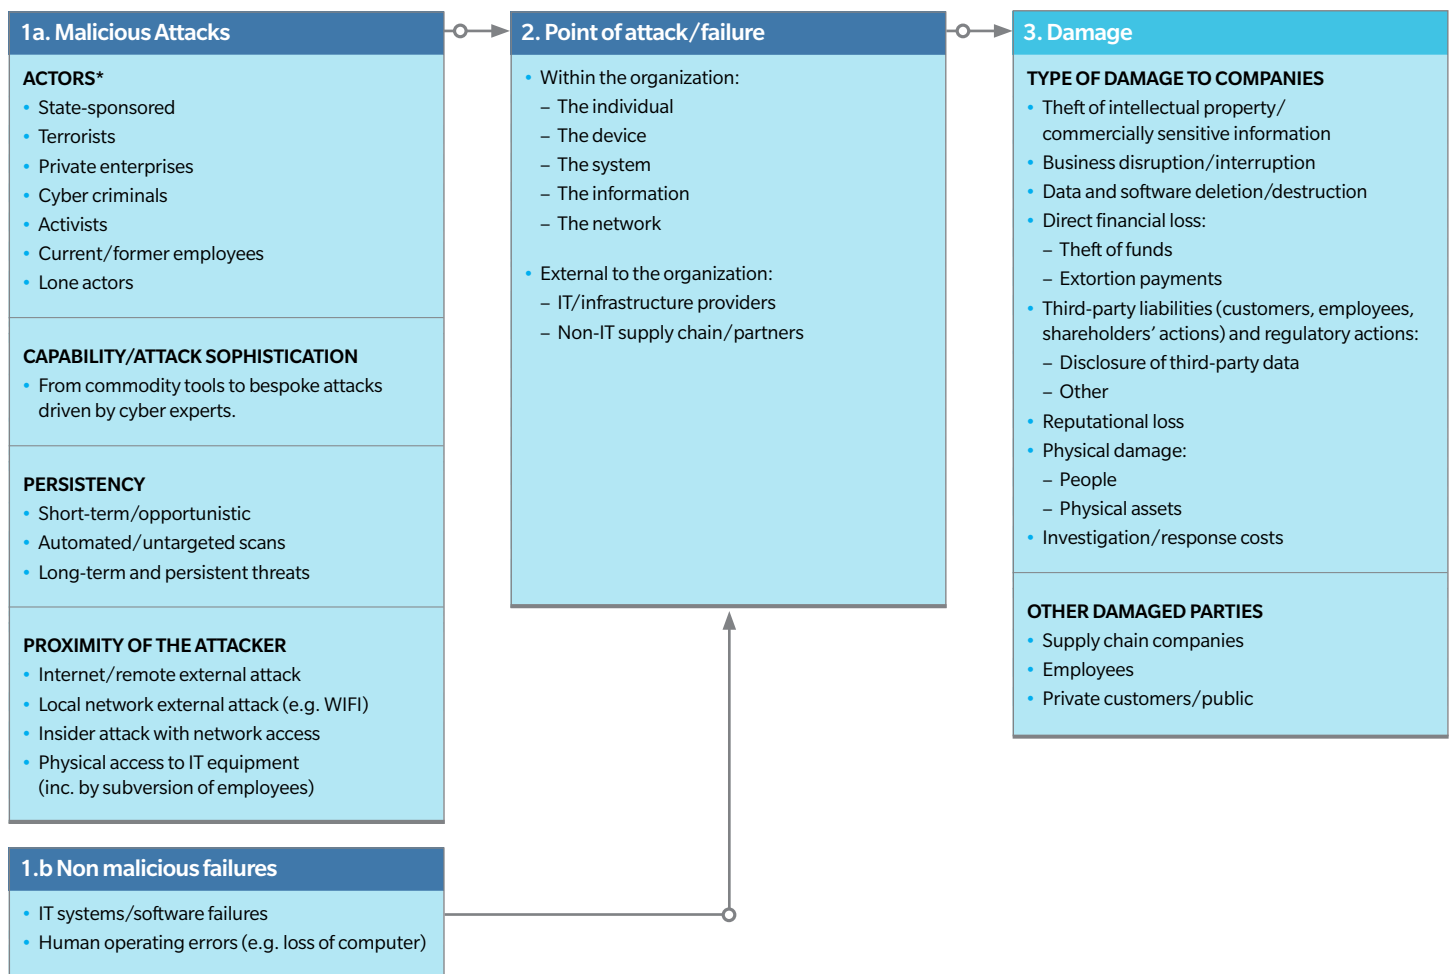 1a. Malicious Attacks
ACTORS*
• State-sponsored
• Terrorists
• Private enterprises
• Cyber criminals
• Activists
• Current/former employees
• Lone actors
CAPABILITY/ATTACK SOPHISTICATION
• From commodity tools to bespoke attacks
driven by cyber experts.
PERSISTENCY
• Short-term/opportunistic
• Automated/untargeted scans
• Long-term and persistent threats
PROXIMITY OF THE ATTACKER
• Internet/remote external attack
• Local network external attack (e.g. WIFI)
• Insider attack with network access
• Physical access to IT equipment
(inc. by subversion of employees)
1.b Non malicious failures
• IT systems/software failures
• Human operating errors (e.g. loss of computer)
2. Point of attack/failure
• Within the organization:
– The individual
– The device
– The system
– The information
– The network
• External to the organization:
– IT/infrastructure providers
– Non-IT supply chain/partners
3. Damage
TYPE OF DAMAGE TO COMPANIES
• Theft of intellectual property/
commercially sensitive information
• Business disruption/interruption
• Data and software deletion/destruction
• Direct financial loss:
– Theft of funds
– Extortion payments
• Third-party liabilities (customers, employees,
shareholders’ actions) and regulatory actions:
– Disclosure of third-party data
– Other
• Reputational loss
• Physical damage:
– People
– Physical assets
• Investigation/response costs
OTHER DAMAGED PARTIES
• Supply chain companies
• Employees
• Private customers/public